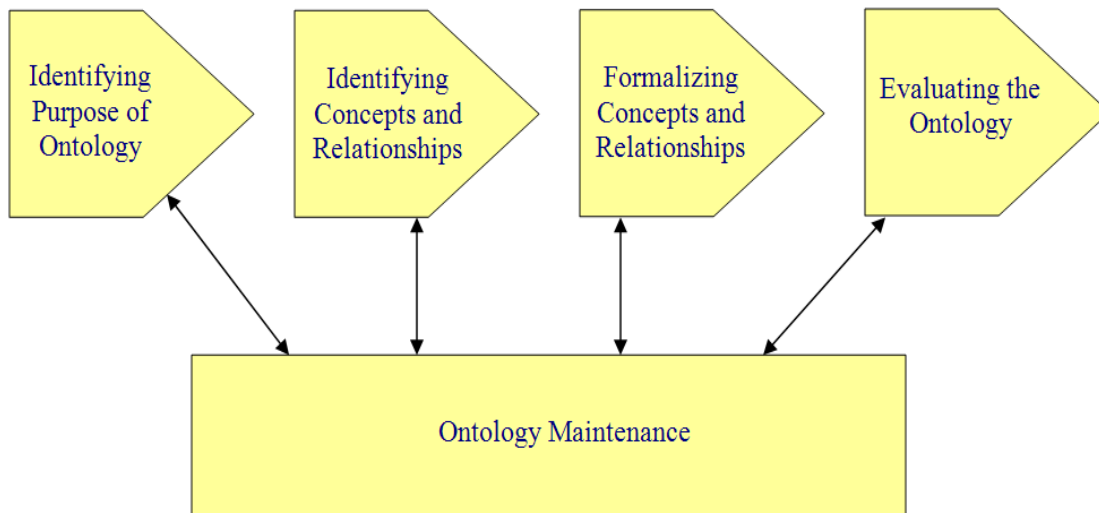 Identifying
Purpose of
Ontology
Identifying
Concepts and
Relationships
Formalizing
Concepts and
Relationships
Evaluating the
Ontology
Ontology Maintenance